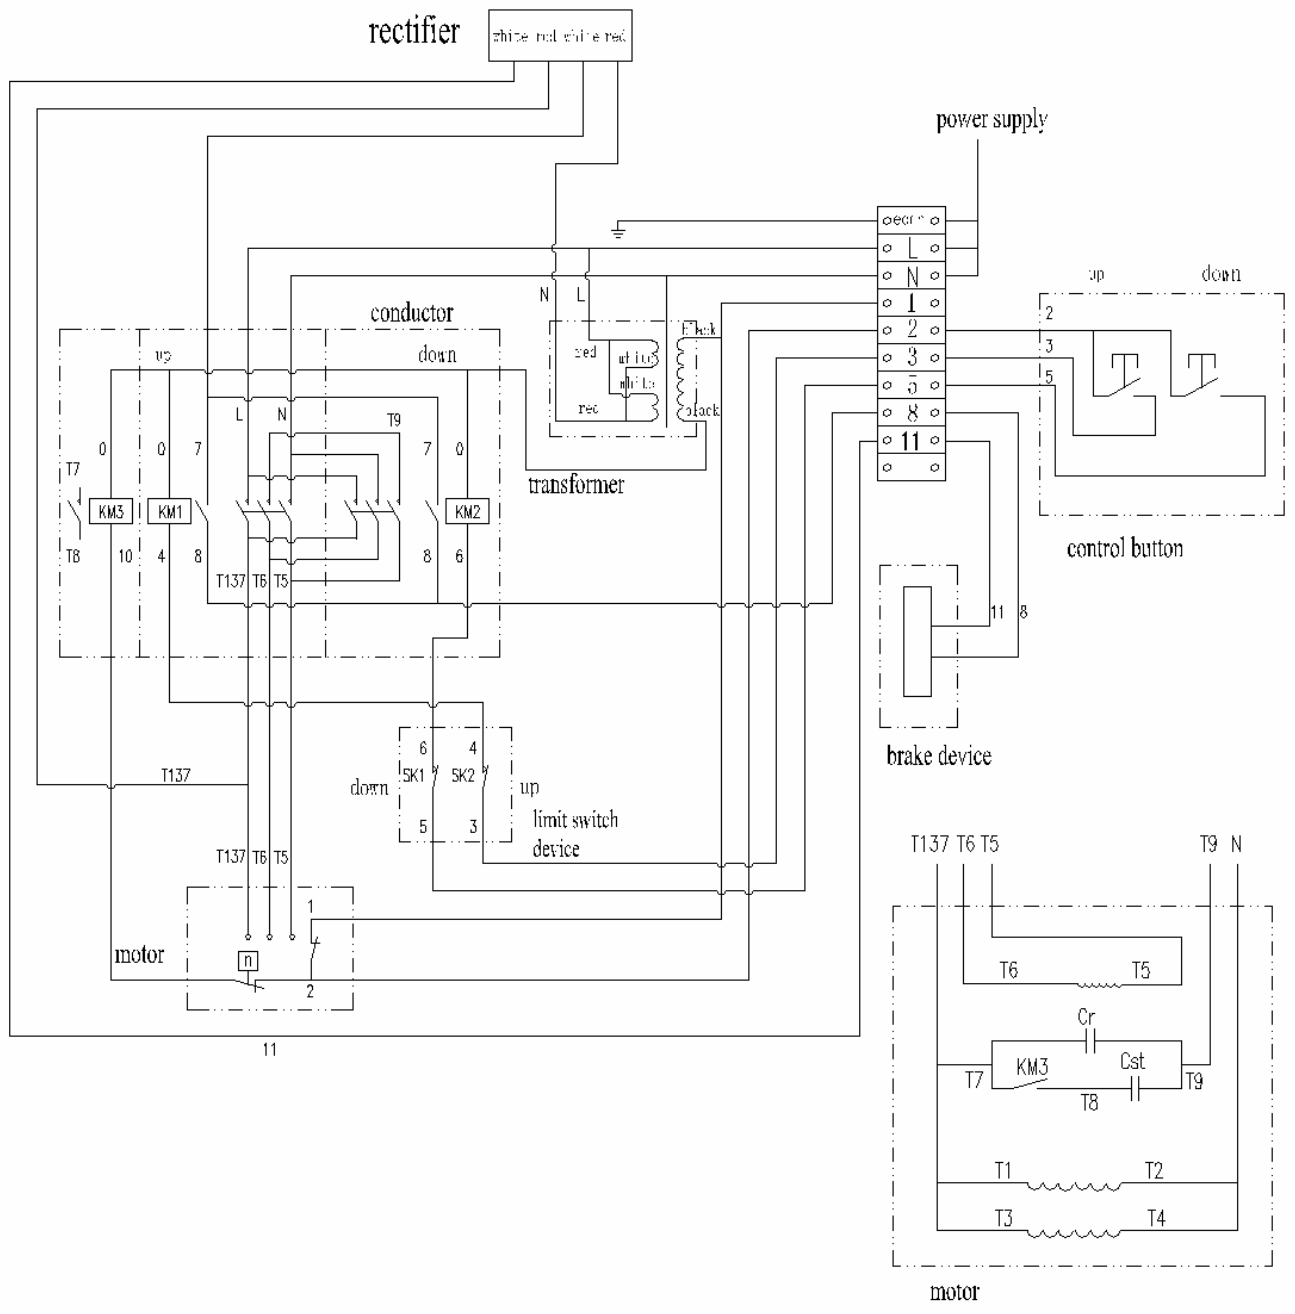 rectifier
white red white red
power supply
L
N
1
2
3
5
8
11
up down
2
3
5
control button
conductor
N L
up
down
black
red white
white
red black
transformer
L N
T9
0 0 7
7 0
T7
KM3 KM1
KM2
T8 10 4 8
8 6
T137 T6 T5
11 8
brake device
6 4
SK1 SK2
down up
5 3
limit switch
device
T137
T137 T6 T5
1
motor
n
2
11
T137 T6 T5 T9 N
T6 T5
Cr
KM3 Cst
T7 T9
T8
T1 T2
T3 T4
motor